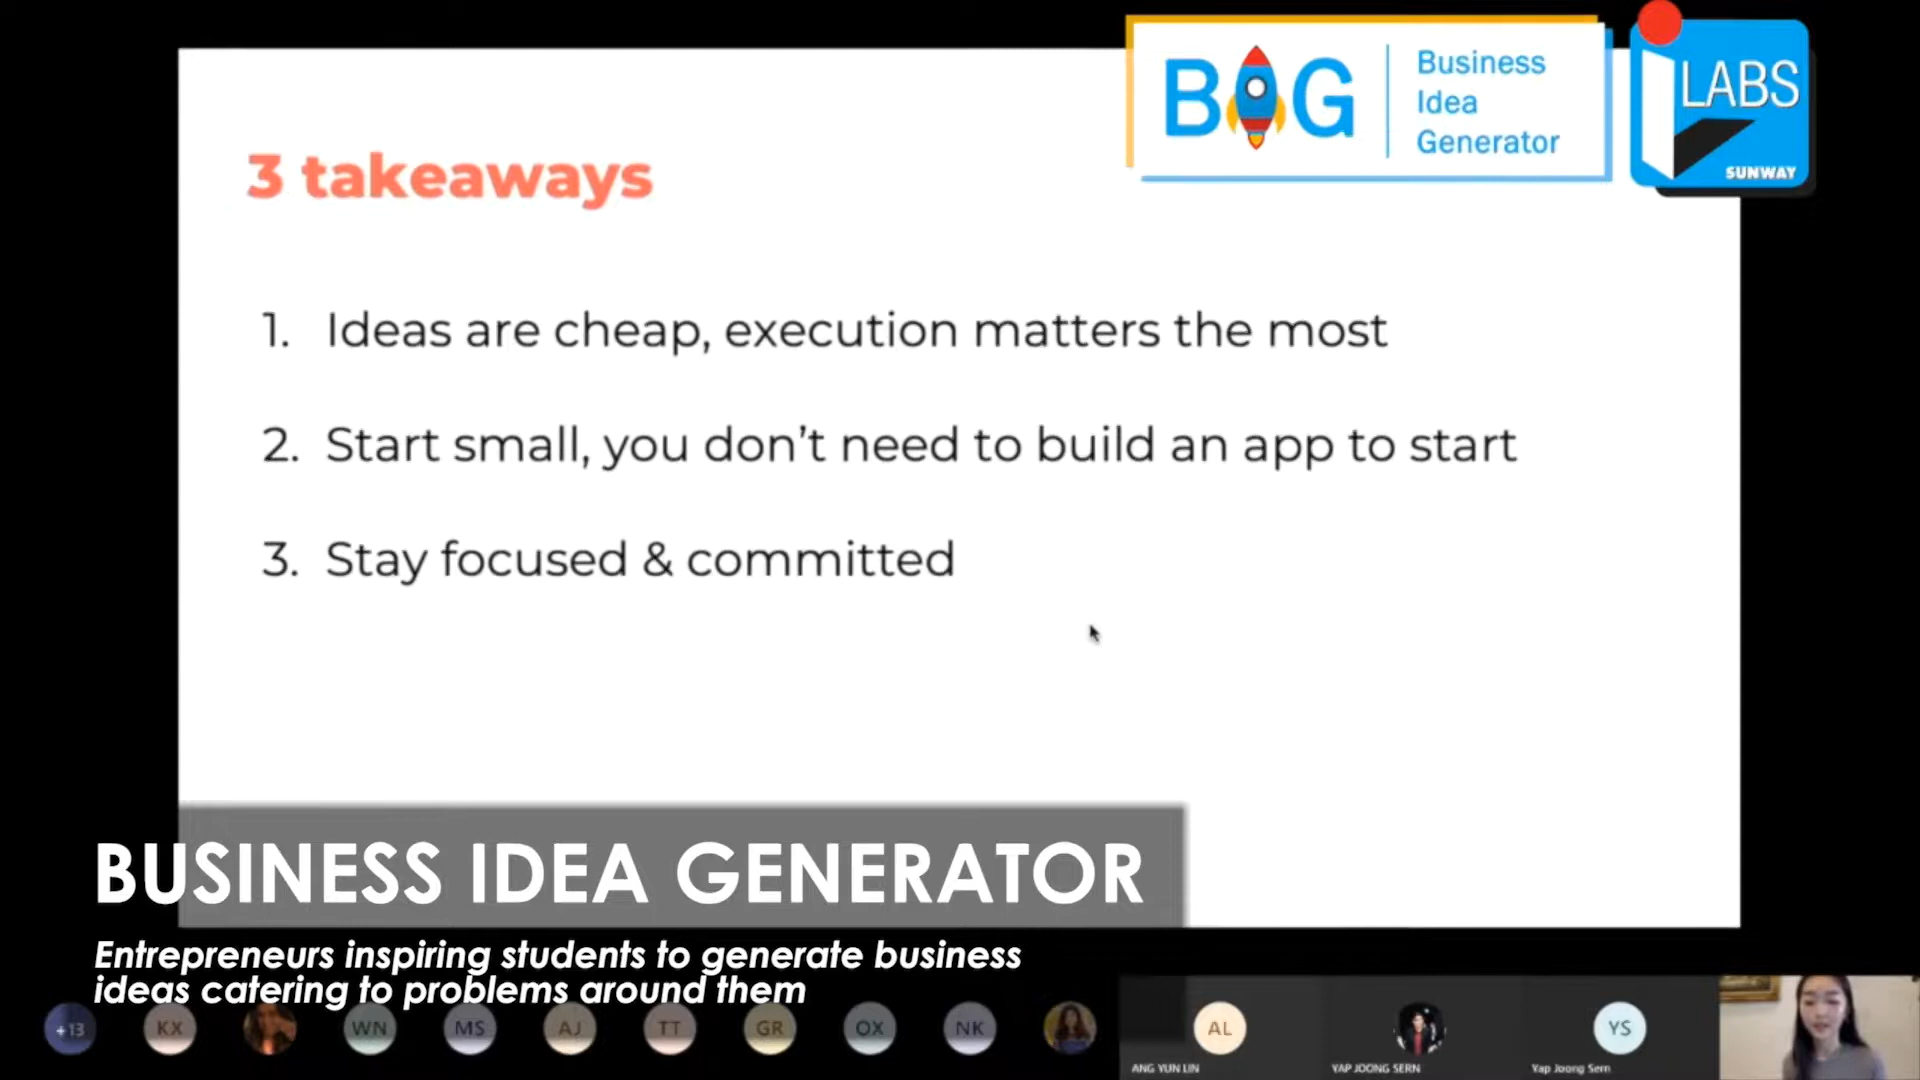 BIG
Business
Idea
Generator
LABS
SUNWAY
3 takeaways
1. Ideas are cheap, execution matters the most
2. Start small, you don't need to build an app to start
3. Stay focused & committed
BUSINESS IDEA GENERATOR
Entrepreneurs inspiring students to generate business
ideas catering to problems around them
+13 KX WN MS AJ TT GR OX NK AL YS
ANG YUN LIN YAP JOONG SERN Yap Joong Sern